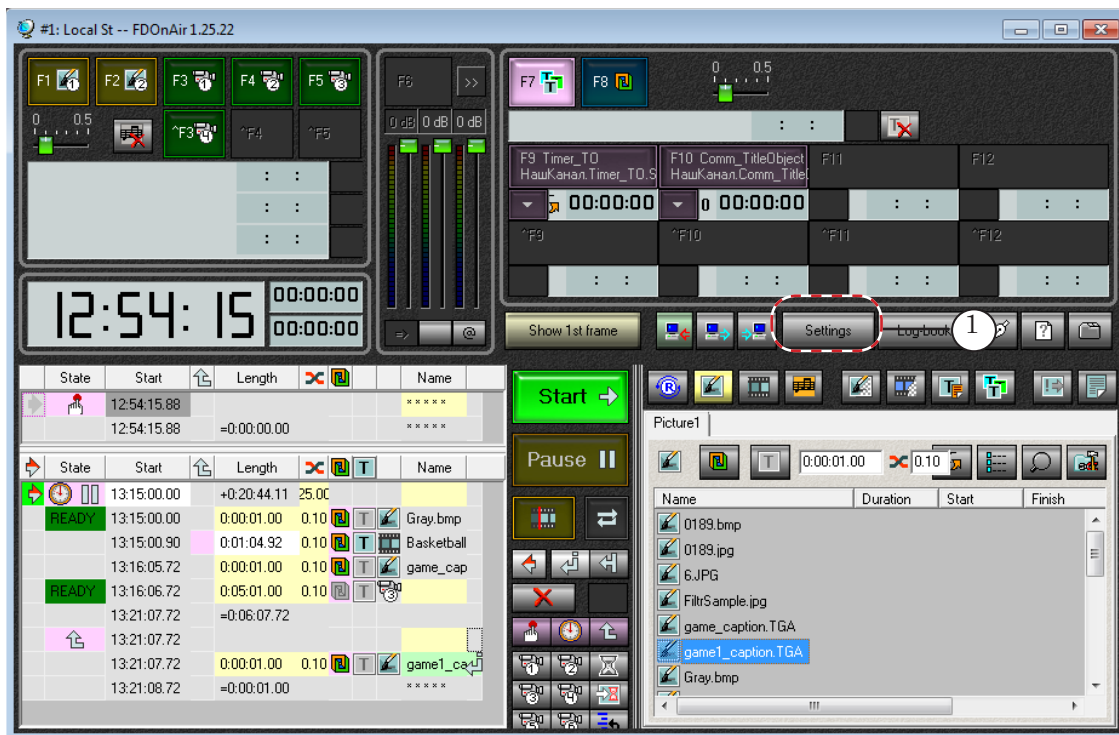 #1: Local St -- FDOnAir 1.25.22
F1 F2 F3 F4 F5
0 0.5
^F3 ^F4 ^F5
: :
: :
: :
12:54:15
00:00:00
00:00:00
F6 >>
0 dB 0 dB 0 dB
=> @
F7 F8
0 0.5
: :
F9 Timer_TO
НашКанал.Timer_TO.S
F10 Comm_TitleObject
НашКанал.Comm_Title
F11 F12
00:00:00 0 00:00:00 : : : :
^F9 ^F10 ^F11 ^F12
: : : : : : : :
Show 1st frame Settings Log-book 1
State Start Length Name
12:54:15.88 *****
12:54:15.88 =0:00:00.00 *****
State Start Length T Name
13:15:00.00 +0:20:44.11 25.00
READY 13:15:00.00 0:00:01.00 0.10 T Gray.bmp
13:15:00.90 0:01:04.92 0.10 T Basketball
13:16:05.72 0:00:01.00 0.10 T game_cap
READY 13:16:06.72 0:05:01.00 0.10 T 3
13:21:07.72 =0:06:07.72
13:21:07.72
13:21:07.72 0:00:01.00 0.10 T game1_ca
13:21:08.72 =0:00:01.00 *****
Start
Pause
Picture1
T 0:00:01.00 0.10
Name Duration Start Finish
0189.bmp
0189.jpg
6.JPG
FiltrSample.jpg
game_caption.TGA
game1_caption.TGA
Gray.bmp